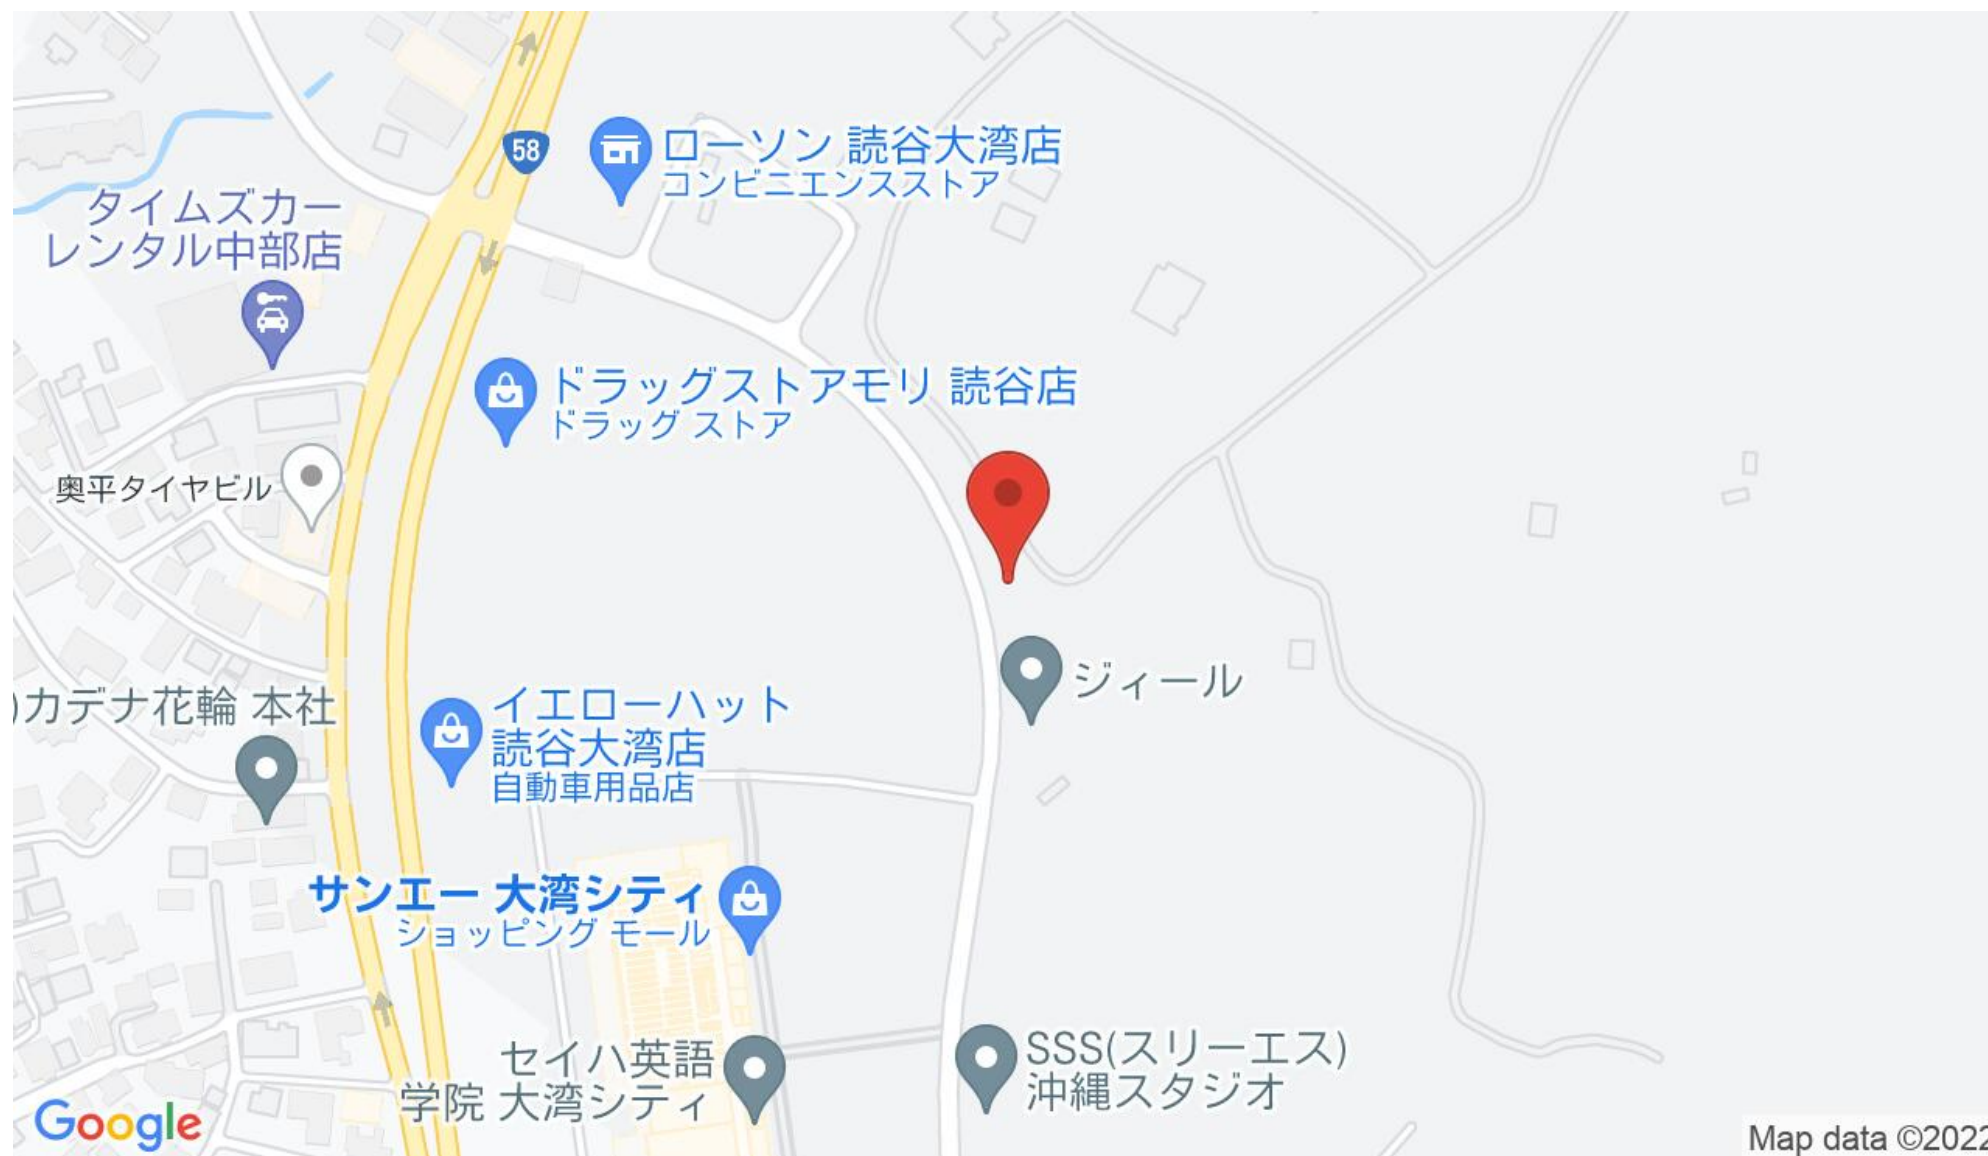 58
ローソン 読谷大湾店
コンビニエンスストア
タイムズカー
レンタル中部店
ドラッグストアモリ 読谷店
ドラッグ ストア
奥平タイヤビル
ジィール
)カデナ花輪 本社
イエローハット
読谷大湾店
自動車用品店
サンエー 大湾シティ
ショッピング モール
セイハ英語
学院 大湾シティ
SSS(スリーエス)
沖縄スタジオ
Google
Map data ©2022